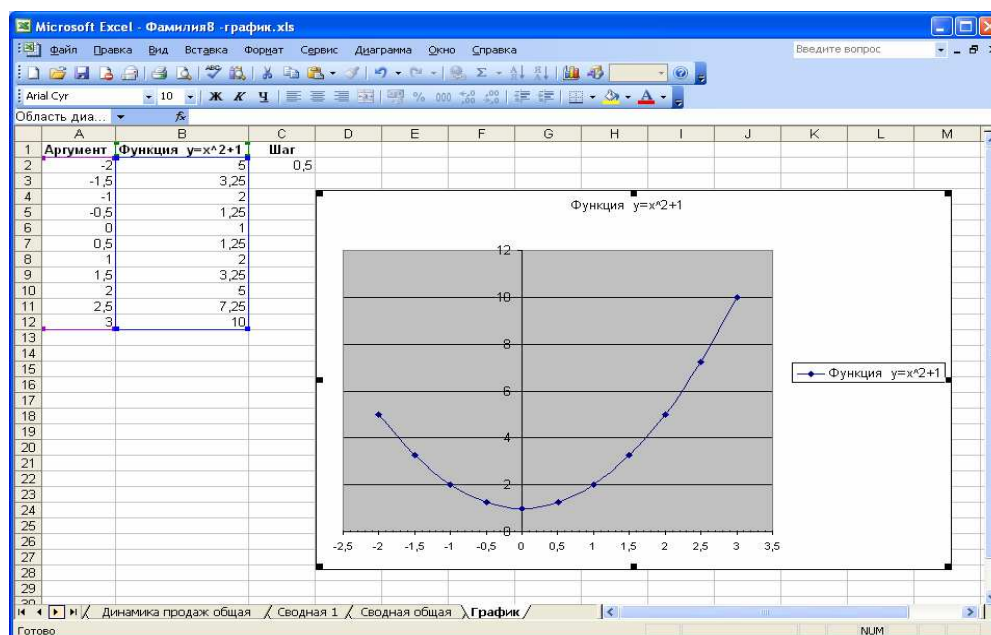 Microsoft Excel - ФамилияВ -график.xls
Файл Правка Вид Вставка Формат Сервис Диаграмма Окно Справка Введите вопрос
Arial Cyr 10 Ж К Ч % 000
Область диа... fx
A B C D E F G H I J K L M
1 Аргумент Функция y=x^2+1 Шаг
2 -2 5 0,5
3 -1,5 3,25
4 -1 2
5 -0,5 1,25
6 0 1
7 0,5 1,25
8 1 2
9 1,5 3,25
10 2 5
11 2,5 7,25
12 3 10
13
14
15
16
17
18
19
20
21
22
23
24
25
26
27
28
29
30
Функция y=x^2+1
12
10
8
6
4
2
0
-2,5 -2 -1,5 -1 -0,5 0 0,5 1 1,5 2 2,5 3 3,5
Функция y=x^2+1
Динамика продаж общая Сводная 1 Сводная общая График
Готово NUM